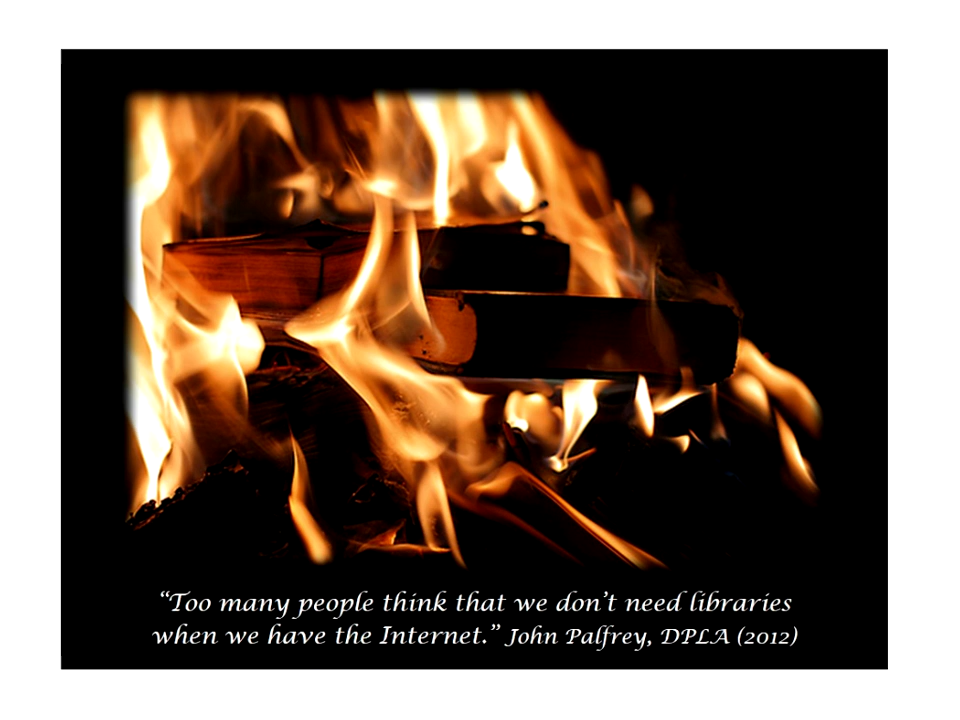 “Too many people think that we don’t need libraries
when we have the Internet.” John Palfrey, DPLA (2012)